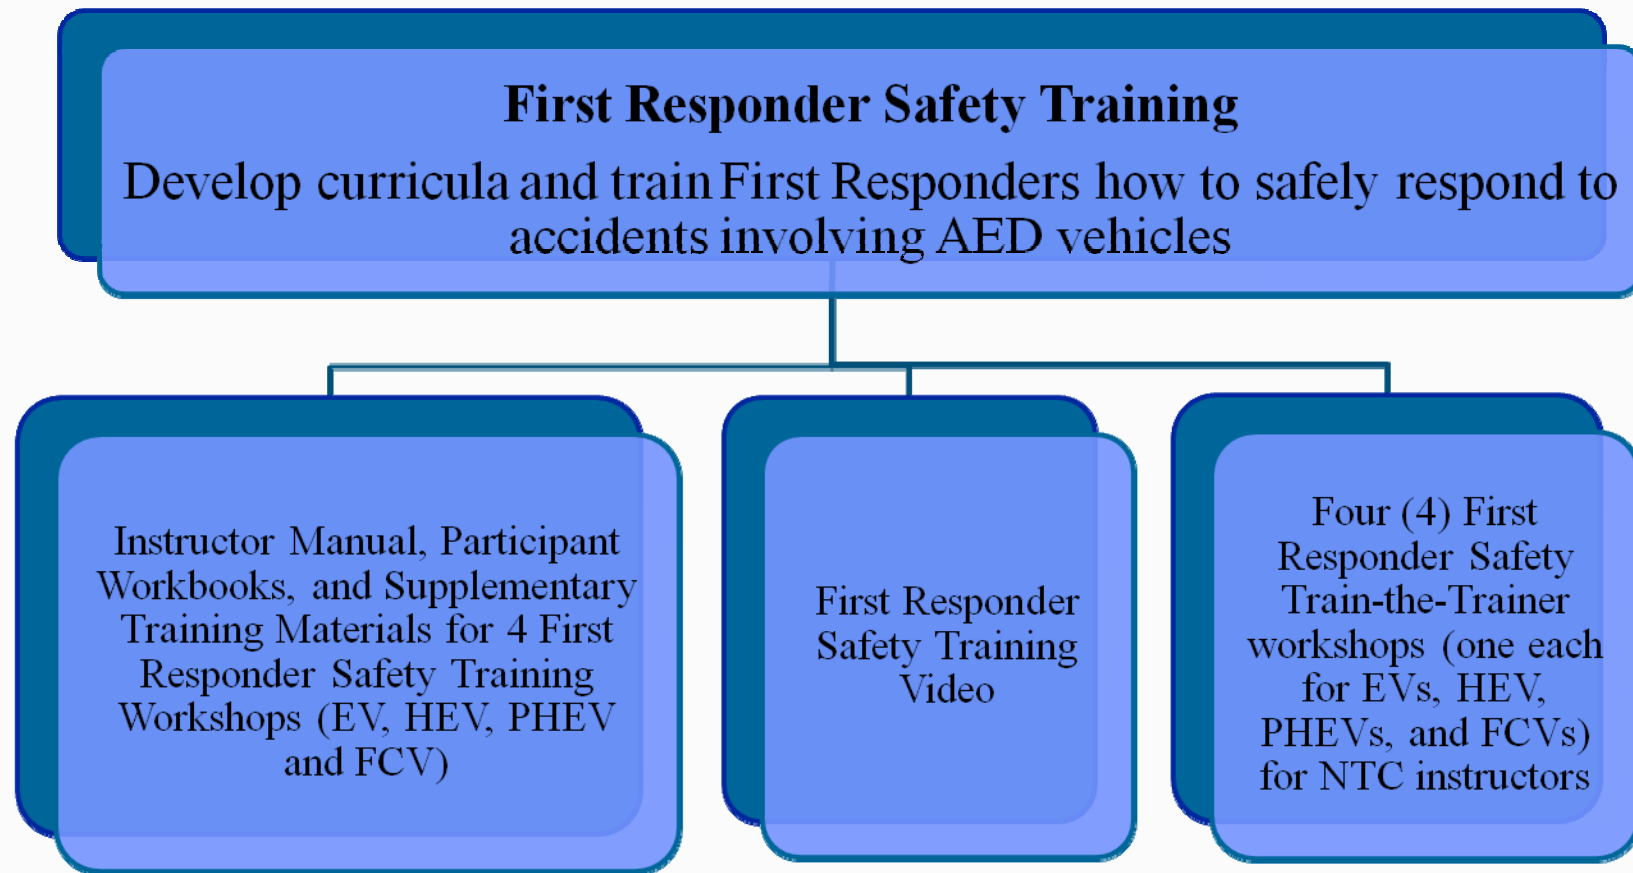 First Responder Safety Training
Develop curricula and train First Responders how to safely respond to
accidents involving AED vehicles
Instructor Manual, Participant
Workbooks, and Supplementary
Training Materials for 4 First
Responder Safety Training
Workshops (EV, HEV, PHEV
and FCV)
First Responder
Safety Training
Video
Four (4) First
Responder Safety
Train-the-Trainer
workshops (one each
for EVs, HEV,
PHEVs, and FCVs)
for NTC instructors